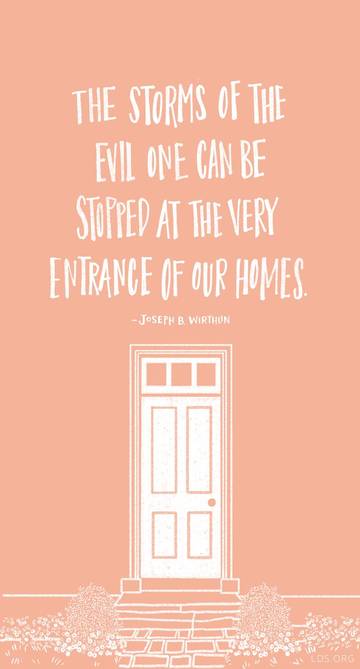 THE STORMS OF THE
EVIL ONE CAN BE
STOPPED AT THE VERY
ENTRANCE OF OUR HOMES.
–JOSEPH B. WIRTHLIN
LDS.ORG